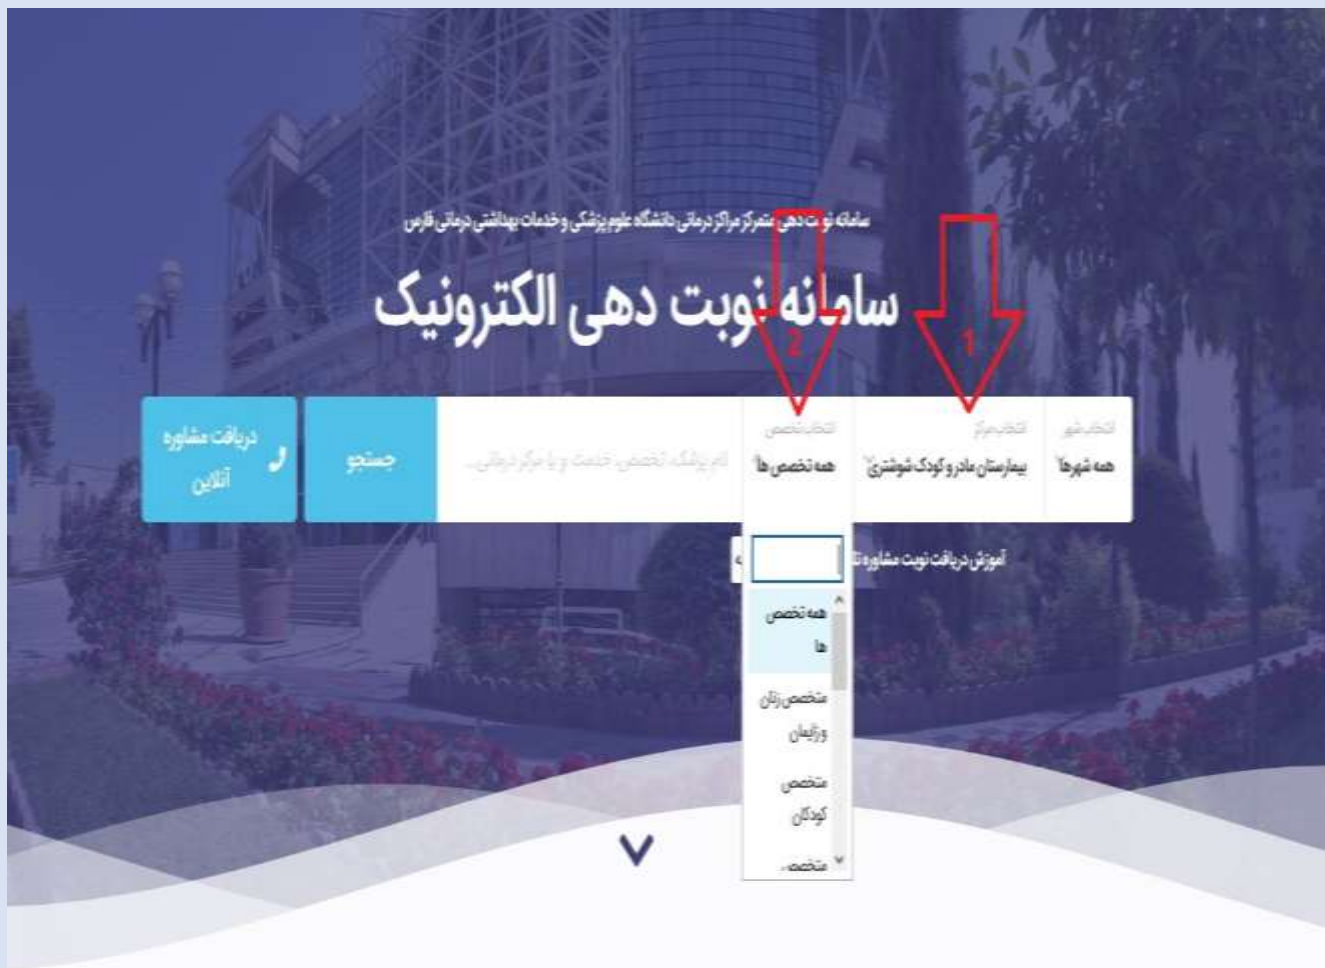 سامانه نوبت دهی متمرکز مراکز درمانی دانشگاه علوم پزشکی و خدمات بهداشتی درمانی فارس
سامانه نوبت دهی الکترونیک
1
2
انتخاب شهر
همه شهرها
انتخاب مرکز
بیمارستان مادر و کودک شوشتری
انتخاب تخصص
همه تخصص ها
نام پزشک، تخصص، خدمت و یا مرکز درمانی...
جستجو
دریافت مشاوره
آنلاین
آموزش دریافت نوبت مشاوره
همه تخصص
ها
متخصص زنان
و زایمان
متخصص
کودکان
متخصص